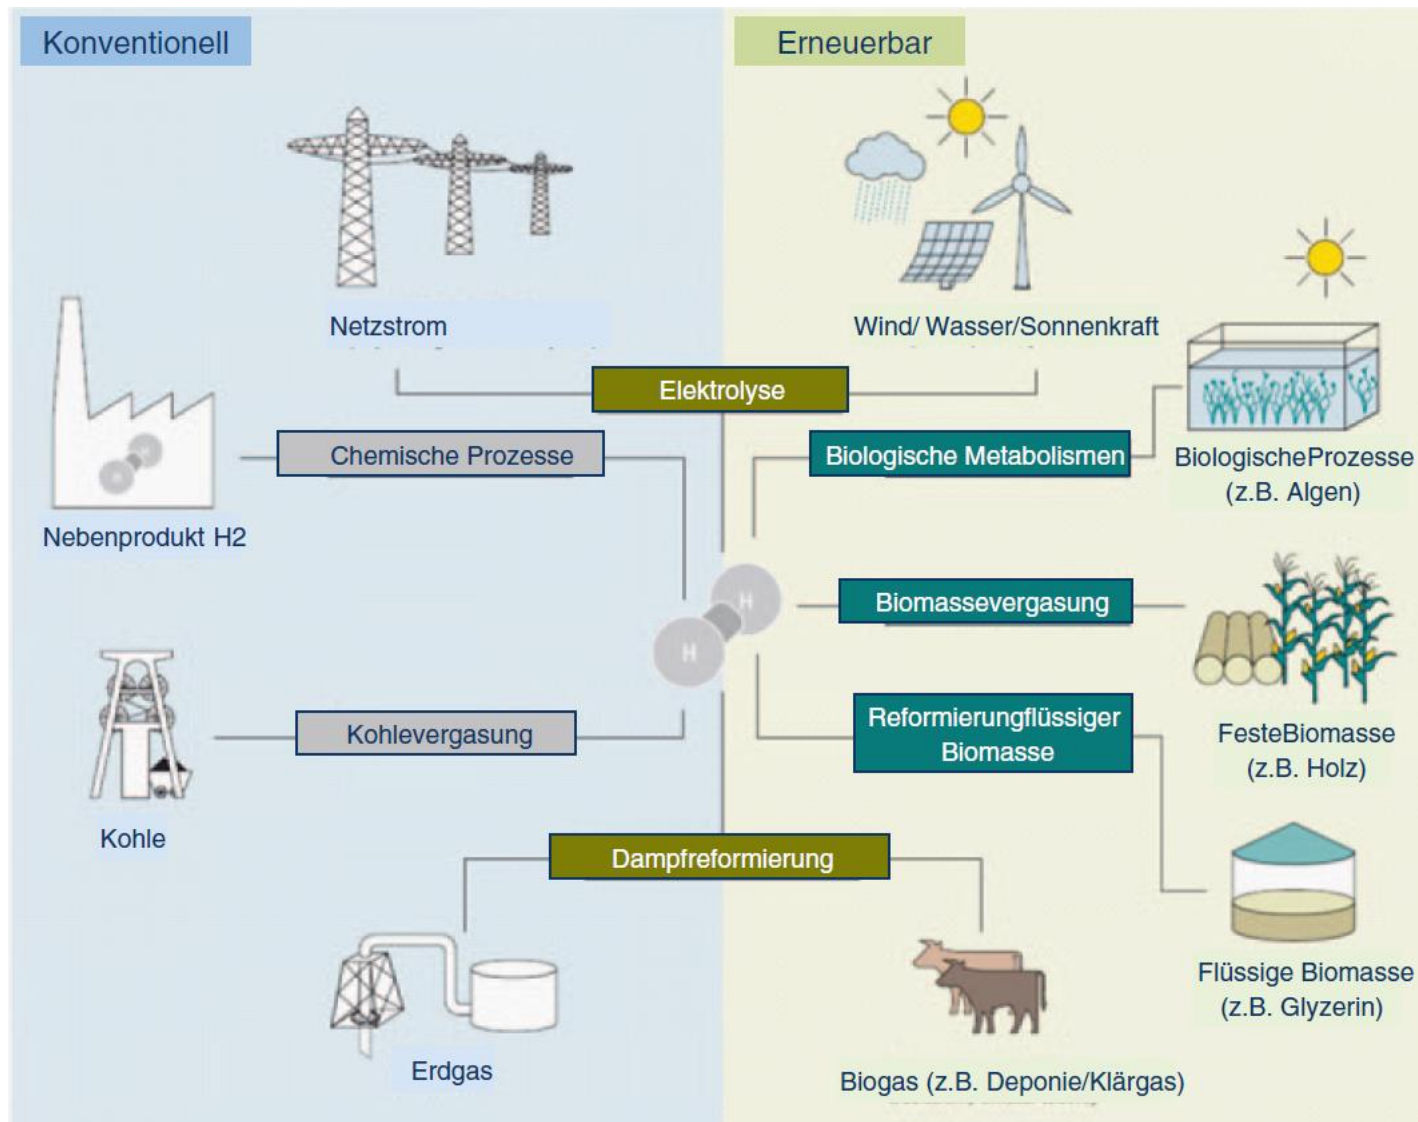 Konventionell
Erneuerbar
Netzstrom
Wind/ Wasser/Sonnenkraft
Elektrolyse
Chemische Prozesse
Biologische Metabolismen
BiologischeProzesse
(z.B. Algen)
H
H
Nebenprodukt H2
Biomassevergasung
H
H
Reformierungflüssiger
Biomasse
Kohlevergasung
FesteBiomasse
(z.B. Holz)
Kohle
Dampfreformierung
Flüssige Biomasse
(z.B. Glyzerin)
Erdgas
Biogas (z.B. Deponie/Klärgas)